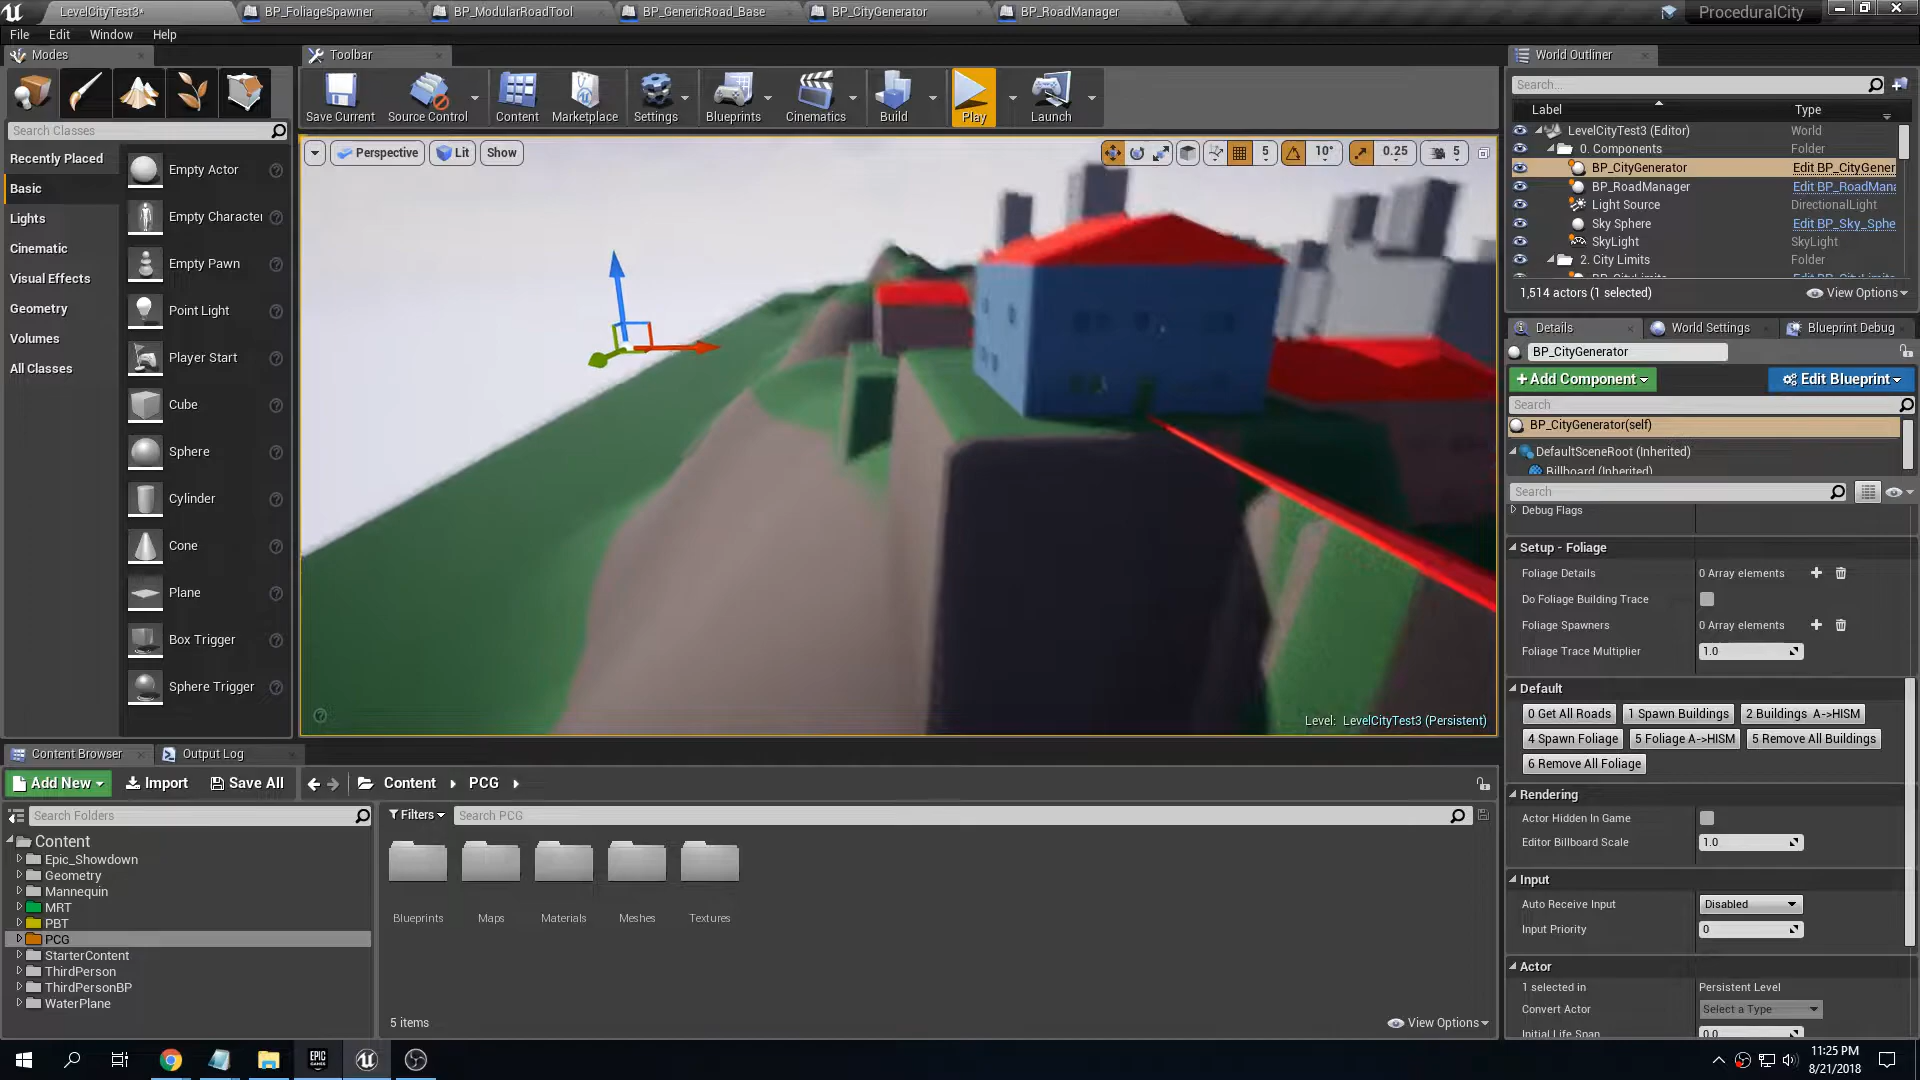 LevelCityTest3*
BP_FoliageSpawner
BP_ModularRoadTool
BP_GenericRoad_Base
BP_CityGenerator
BP_RoadManager
ProceduralCity
File
Edit
Window
Help
Modes
Toolbar
World Outliner
Search Classes
Recently Placed
Basic
Lights
Cinematic
Visual Effects
Geometry
Volumes
All Classes
Empty Actor
Empty Character
Empty Pawn
Point Light
Player Start
Cube
Sphere
Cylinder
Cone
Plane
Box Trigger
Sphere Trigger
Save Current
Source Control
Content
Marketplace
Settings
Blueprints
Cinematics
Build
Play
Launch
Perspective
Lit
Show
5
10°
0.25
5
Level: LevelCityTest3 (Persistent)
Search...
Label
Type
LevelCityTest3 (Editor)
World
0. Components
Folder
BP_CityGenerator
Edit BP_CityGener
BP_RoadManager
Edit BP_RoadMana
Light Source
DirectionalLight
Sky Sphere
Edit BP_Sky_Sphe
SkyLight
SkyLight
2. City Limits
Folder
1,514 actors (1 selected)
View Options
Details
World Settings
Blueprint Debug
BP_CityGenerator
Add Component
Edit Blueprint
Search
BP_CityGenerator(self)
DefaultSceneRoot (Inherited)
Billboard (Inherited)
Search
Debug Flags
Setup - Foliage
Foliage Details
0 Array elements
Do Foliage Building Trace
Foliage Spawners
0 Array elements
Foliage Trace Multiplier
1.0
Default
0 Get All Roads
1 Spawn Buildings
2 Buildings A->HISM
4 Spawn Foliage
5 Foliage A->HISM
5 Remove All Buildings
6 Remove All Foliage
Rendering
Actor Hidden In Game
Editor Billboard Scale
1.0
Input
Auto Receive Input
Disabled
Input Priority
0
Actor
1 selected in
Persistent Level
Convert Actor
Select a Type
Initial Life Span
0.0
Content Browser
Output Log
Add New
Import
Save All
Content
PCG
Search Folders
Filters
Search PCG
Content
Epic_Showdown
Geometry
Mannequin
MRT
PBT
PCG
StarterContent
ThirdPerson
ThirdPersonBP
WaterPlane
Blueprints
Maps
Materials
Meshes
Textures
5 items
View Options
EPIC
GAMES
11:25 PM
8/21/2018